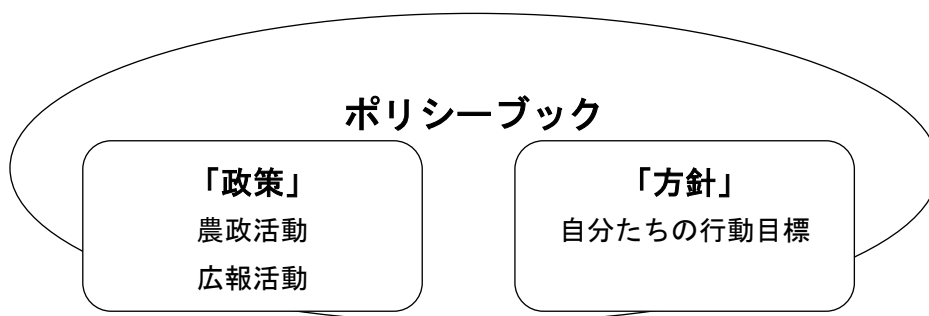 ポリシーブック
「政策」
農政活動
広報活動
「方針」
自分たちの行動目標